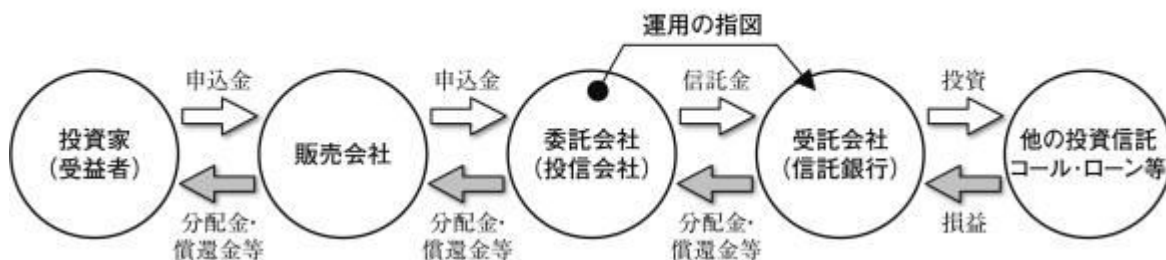 運用の指図
申込金
申込金
信託金
投資
投資家
(受益者)
販売会社
委託会社
(投信会社)
受託会社
(信託銀行)
他の投資信託
コール・ローン等
分配金・
償還金等
分配金・
償還金等
分配金・
償還金等
損益